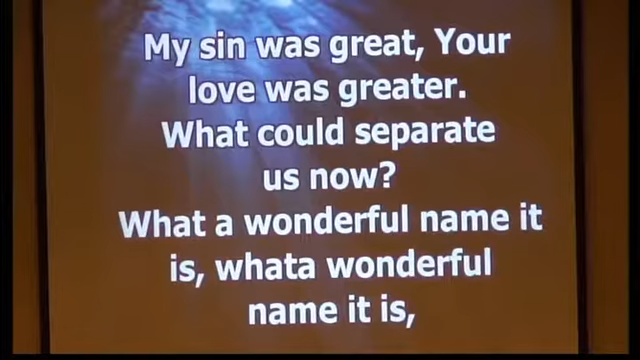 My sin was great, Your
love was greater.
What could separate
us now?
What a wonderful name it
is, whata wonderful
name it is,